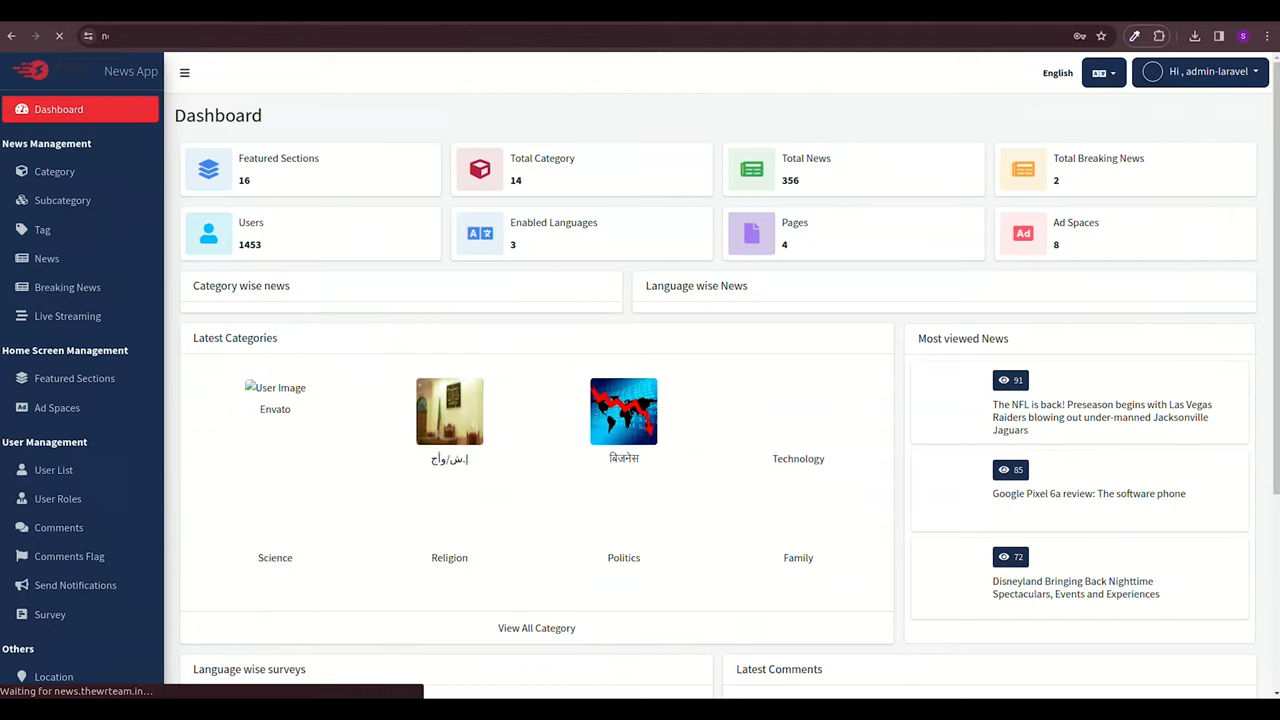 News App
English
Hi , admin-laravel
Dashboard
News Management
Category
Subcategory
Tag
News
Breaking News
Live Streaming
Home Screen Management
Featured Sections
Ad Spaces
User Management
User List
User Roles
Comments
Comments Flag
Send Notifications
Survey
Others
Location
Waiting for news.thewrteam.in...
Dashboard
Featured Sections
16
Total Category
14
Total News
356
Total Breaking News
2
Users
1453
Enabled Languages
3
Pages
4
Ad
Ad Spaces
8
Category wise news
Language wise News
Latest Categories
User Image
Envato
إ.ش/وأج
बिजनेस
Technology
Science
Religion
Politics
Family
View All Category
Most viewed News
91
The NFL is back! Preseason begins with Las Vegas
Raiders blowing out under-manned Jacksonville
Jaguars
85
Google Pixel 6a review: The software phone
72
Disneyland Bringing Back Nighttime
Spectaculars, Events and Experiences
Language wise surveys
Latest Comments